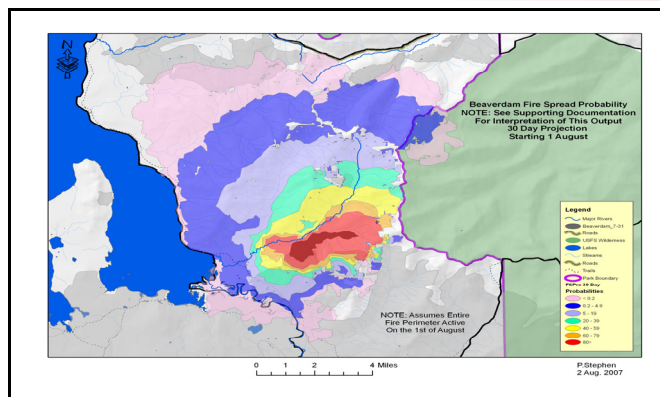 N
Beaverdam Fire Spread Probability
NOTE: See Supporting Documentation
For Interpretation of This Output
30 Day Projection
Starting 1 August
Legend
Major Rivers
Beaverdam_7-31
Roads
USFS Wilderness
Lakes
Streams
Roads
Trails
Park Boundary
FSPro 30 Day
Probabilities
< 0.2
0.2 - 4.9
5 - 19
20 - 39
40 - 59
60 - 79
80+
NOTE: Assumes Entire
Fire Perimeter Active
On the 1st of August
0 1 2 4 Miles
P.Stephen
2 Aug. 2007